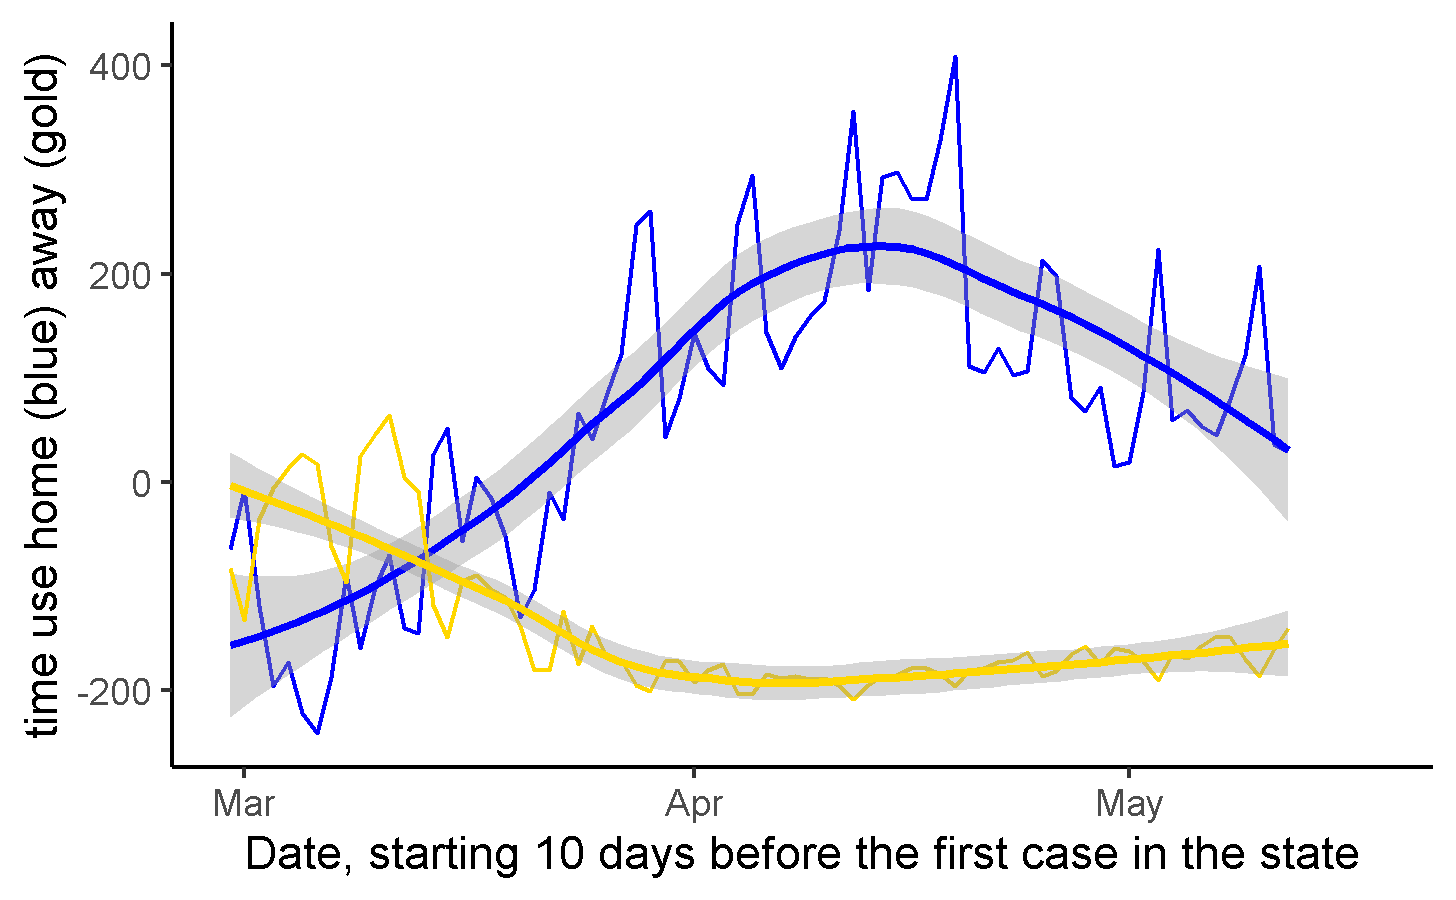 time use home (blue) away (gold)
400
200
0
-200
Mar Apr May
Date, starting 10 days before the first case in the state